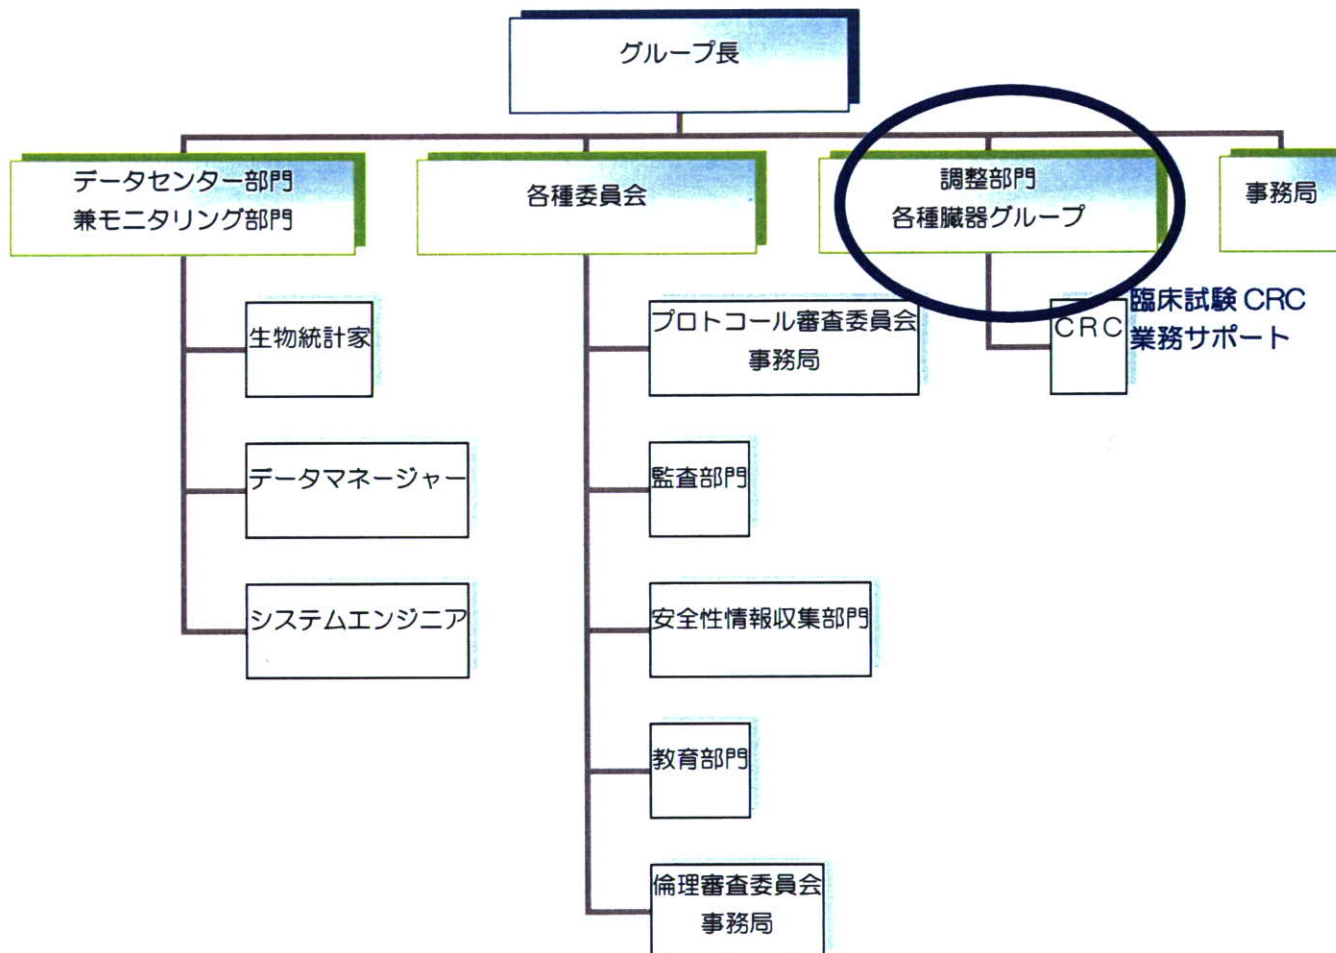 グループ長
データセンター部門
兼モニタリング部門
各種委員会
調整部門
各種臓器グループ
事務局
生物統計家
データマネージャー
システムエンジニア
プロトコール審査委員会
事務局
監査部門
安全性情報収集部門
教育部門
倫理審査委員会
事務局
CRC
臨床試験 CRC
業務サポート